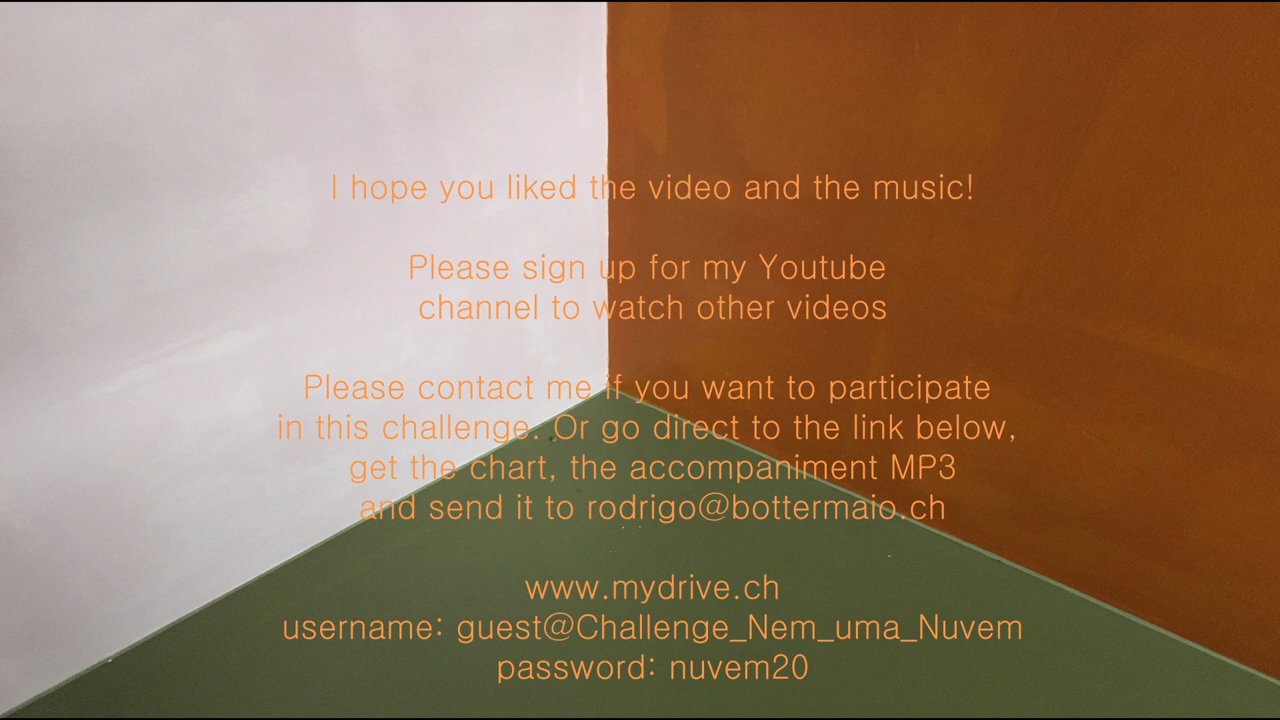 I hope you liked the video and the music!
Please sign up for my Youtube
channel to watch other videos
Please contact me if you want to participate
in this challenge. Or go direct to the link below,
get the chart, the accompaniment MP3
and send it to rodrigo@bottermaio.ch
www.mydrive.ch
username: guest@Challenge_Nem_uma_Nuvem
password: nuvem20